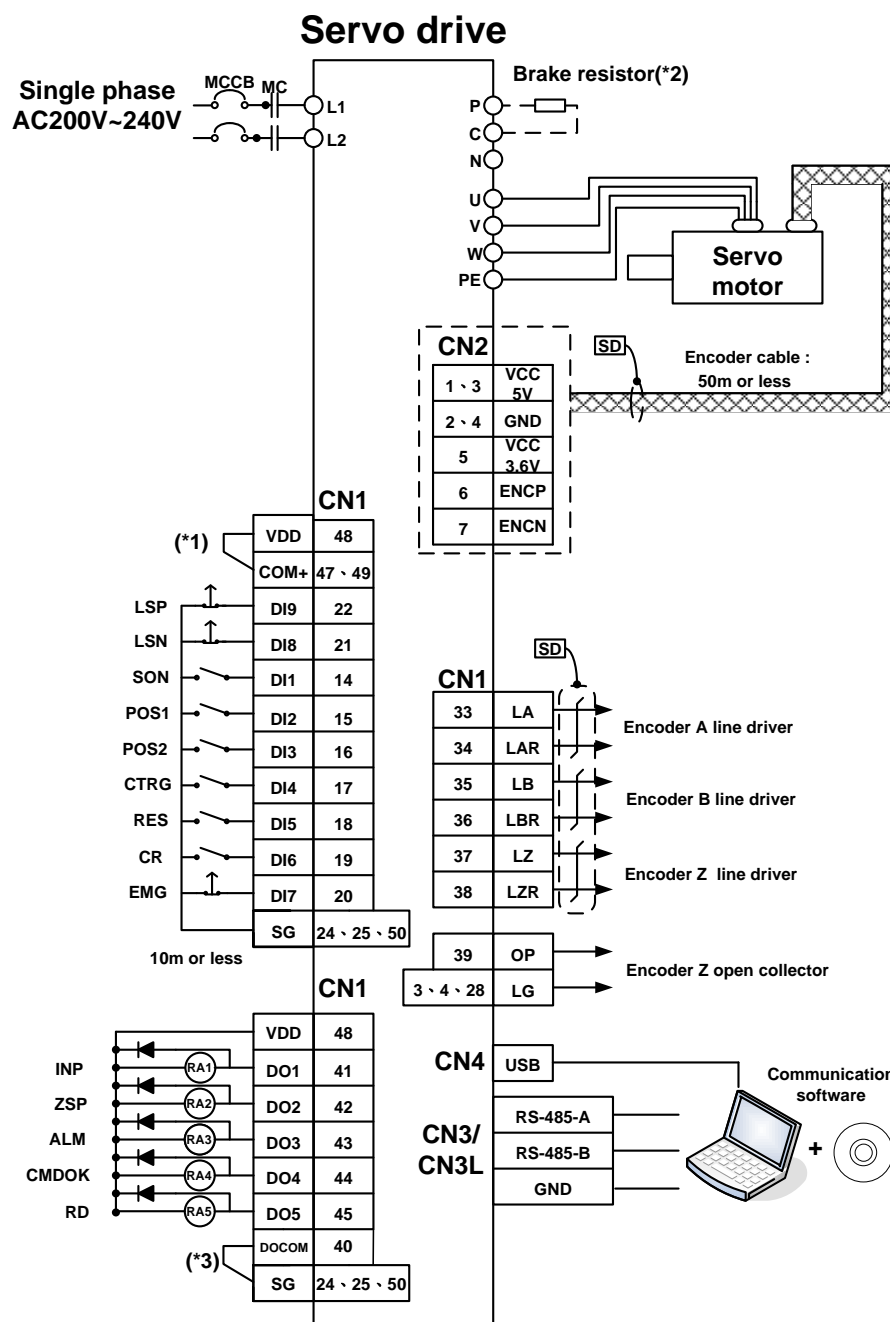 Servo drive
Single phase
AC200V~240V
MCCB
MC
L1
L2
Brake resistor(*2)
P
C
N
U
V
W
PE
Servo
motor
CN2
1、3 VCC 5V
2、4 GND
5 VCC 3.6V
6 ENCP
7 ENCN
SD
Encoder cable :
50m or less
CN1
(*1)
VDD 48
COM+ 47、49
LSP DI9 22
LSN DI8 21
SON DI1 14
POS1 DI2 15
POS2 DI3 16
CTRG DI4 17
RES DI5 18
CR DI6 19
EMG DI7 20
SG 24、25、50
10m or less
CN1
SD
33 LA
34 LAR
Encoder A line driver
35 LB
36 LBR
Encoder B line driver
37 LZ
38 LZR
Encoder Z line driver
39 OP
3、4、28 LG
Encoder Z open collector
CN1
VDD 48
INP RA1 DO1 41
ZSP RA2 DO2 42
ALM RA3 DO3 43
CMDOK RA4 DO4 44
RD RA5 DO5 45
DOCOM 40
(*3)
SG 24、25、50
CN4 USB
CN3/
CN3L
RS-485-A
RS-485-B
GND
Communication
software
+